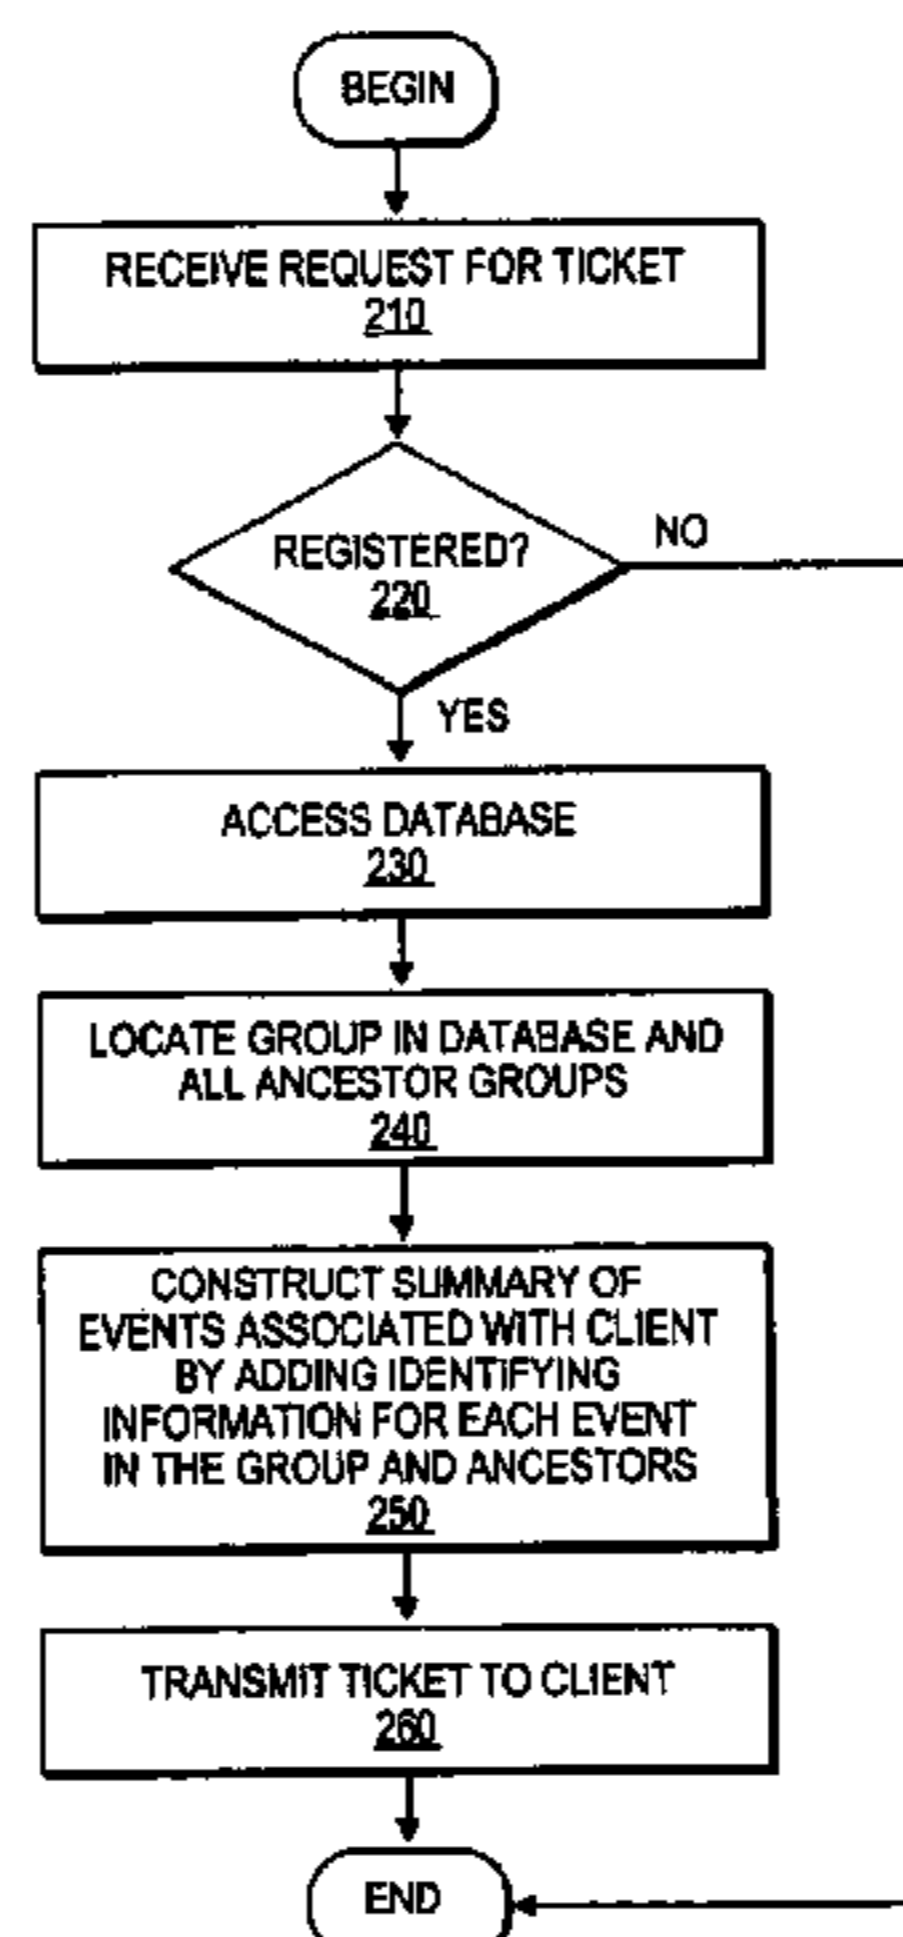 BEGIN
RECEIVE REQUEST FOR TICKET
210
REGISTERED?
220
NO
YES
ACCESS DATABASE
230
LOCATE GROUP IN DATABASE AND
ALL ANCESTOR GROUPS
240
CONSTRUCT SUMMARY OF
EVENTS ASSOCIATED WITH CLIENT
BY ADDING IDENTIFYING
INFORMATION FOR EACH EVENT
IN THE GROUP AND ANCESTORS
250
TRANSMIT TICKET TO CLIENT
260
END